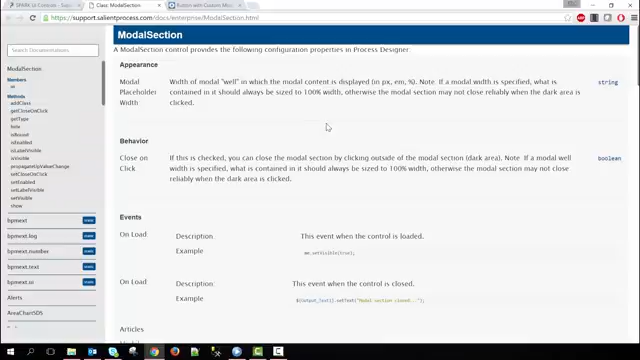 SPARK UI Controls
Class: ModalSection
Button with Custom M
https://support.salientprocess.com/docs/enterprise/ModalSection.html
Search Documentations
ModalSection
Members
Methods
addClass
getCloseOnClick
getType
hide
isBound
isEnabled
isLabelVisible
isVisible
propagateUpValueChange
setCloseOnClick
setEnabled
setLabelVisible
setVisible
show
bpmext
bpmext.log
bpmext.number
bpmext.text
bpmext.ui
Alerts
AreaChartSDS
ModalSection
A ModalSection control provides the following configuration properties in Process Designer:
Appearance
Modal Placeholder Width
Width of modal "well" in which the modal content is displayed (in px, em, %). Note: If a modal width is specified, what is
contained in it should always be sized to 100% width, otherwise the modal section may not close reliably when the dark area is
clicked.
string
Behavior
Close on Click
If this is checked, you can close the modal section by clicking outside of the modal section (dark area). Note: If a modal well
width is specified, what is contained in it should always be sized to 100% width, otherwise the modal section may not close
reliably when the dark area is clicked.
boolean
Events
On Load
Description:
This event when the control is loaded.
Example
me.setVisible(true);
On Load
Description:
This event when the control is closed.
Example
${Output_Text1}.setText("Modal section closed...");
Articles